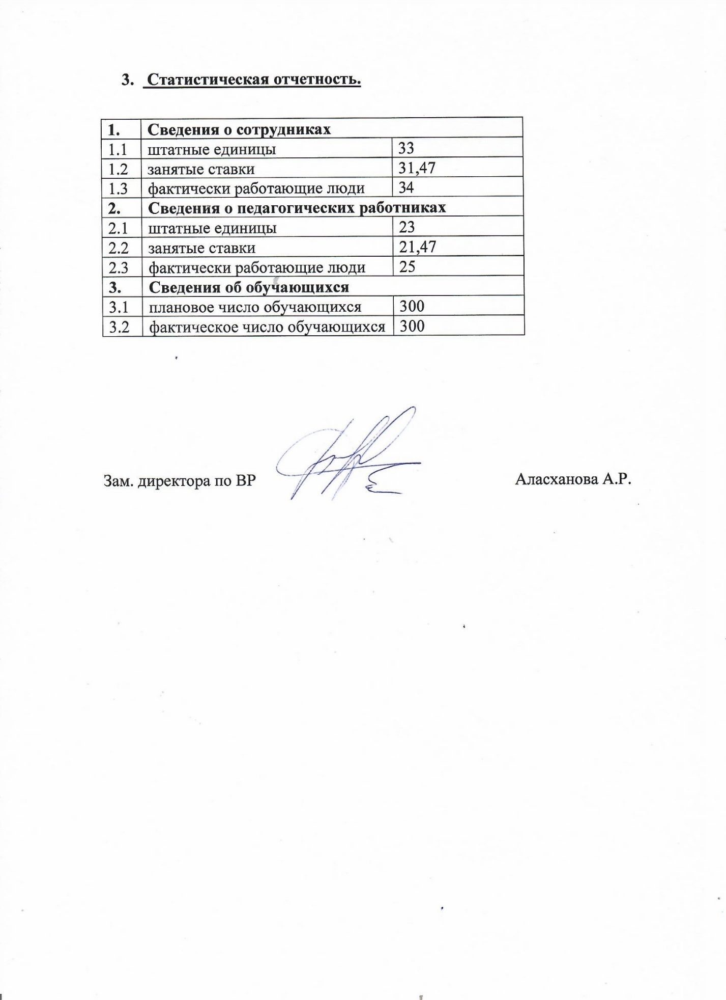 3. Статистическая отчетность.
1. Сведения о сотрудниках
1.1 штатные единицы 33
1.2 занятые ставки 31,47
1.3 фактически работающие люди 34
2. Сведения о педагогических работниках
2.1 штатные единицы 23
2.2 занятые ставки 21,47
2.3 фактически работающие люди 25
3. Сведения об обучающихся
3.1 плановое число обучающихся 300
3.2 фактическое число обучающихся 300
Зам. директора по ВР Аласханова А.Р.